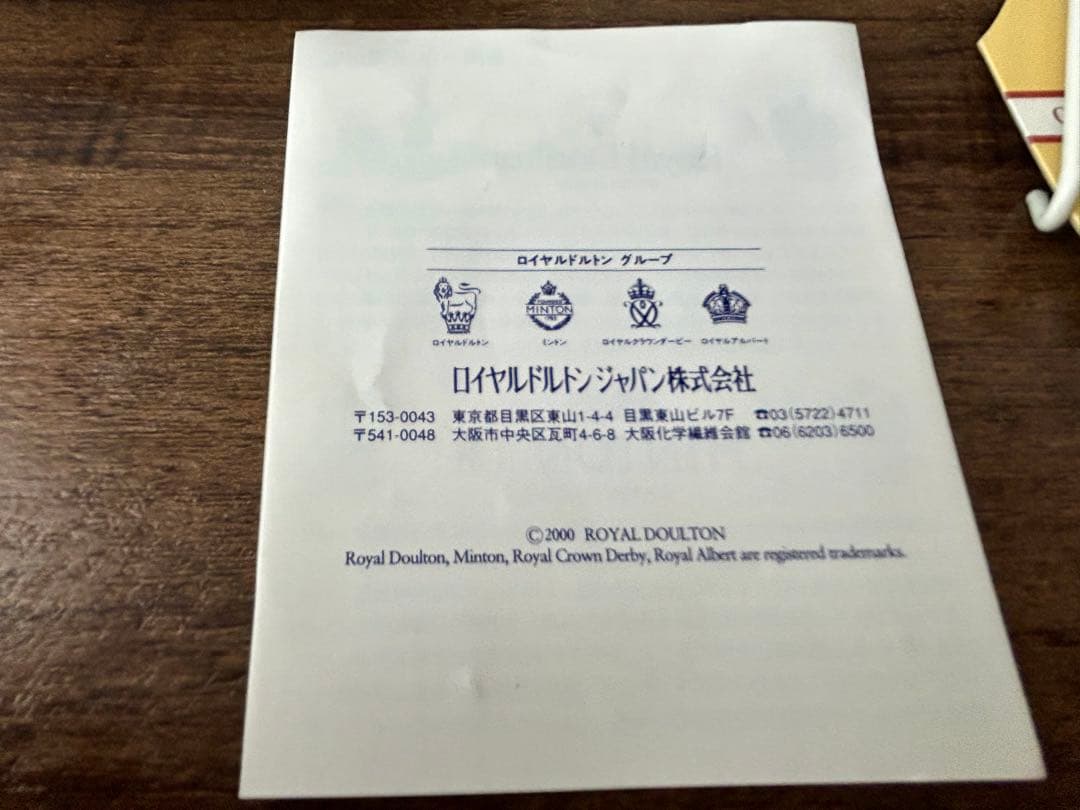 ロイヤルドルトン グループ
MINTON
ロイヤルドルトン ミントン ロイヤルクラウンダービー ロイヤルアルバート
ロイヤルドルトンジャパン株式会社
〒153-0043 東京都目黒区東山1-4-4 目黒東山ビル7F ☎03(5722)4711
〒541-0048 大阪市中央区瓦町4-6-8 大阪化学繊維会館 ☎06(6203)6500
©2000 ROYAL DOULTON
Royal Doulton, Minton, Royal Crown Derby, Royal Albert are registered trademarks.